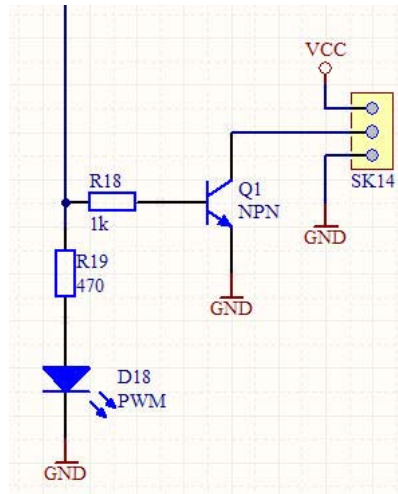 VCC
SK14
GND
R18
1k
Q1
NPN
GND
R19
470
D18
PWM
GND